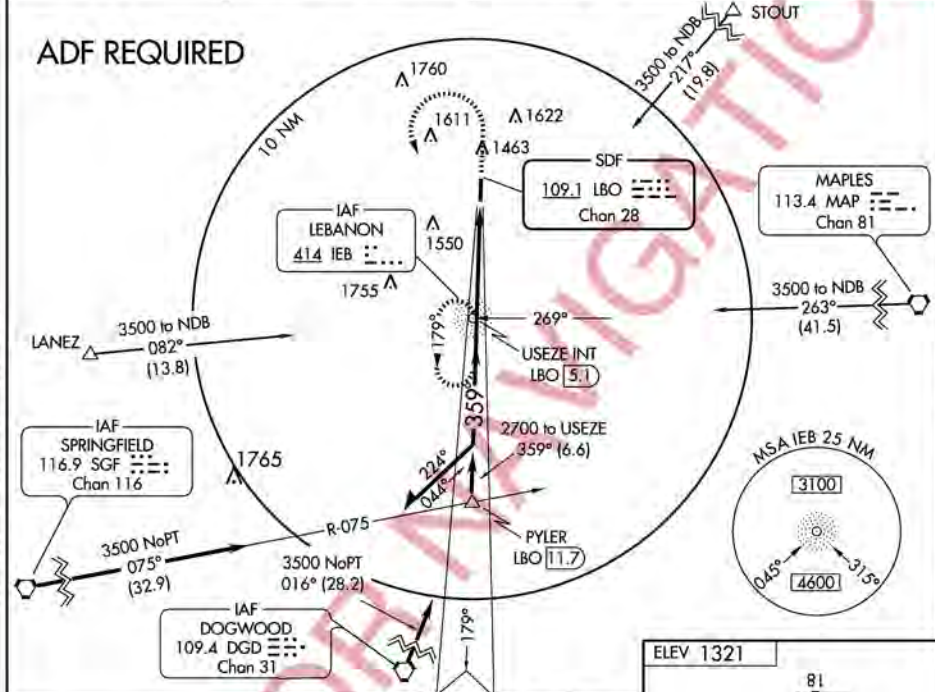 ADF REQUIRED
STOUT
3500 to NDB
217°
(19.8)
1760
1611
1622
1463
10 NM
SDF
109.1 LBO
Chan 28
MAPLES
113.4 MAP
Chan 81
IAF
LEBANON
414 IEB
1550
1755
3500 to NDB
263°
(41.5)
LANEZ
3500 to NDB
082°
(13.8)
179°
269°
USEZE INT
LBO 5.1
359°
2700 to USEZE
359° (6.6)
IAF
SPRINGFIELD
116.9 SGF
Chan 116
1765
224°
044°
R-075
3500 NoPT
075°
(32.9)
PYLER
LBO 11.7
3500 NoPT
016° (28.2)
IAF
DOGWOOD
109.4 DGD
Chan 31
179°
MSA IEB 25 NM
3100
045°
315°
4600
ELEV 1321
18
OR NAVIGATIO